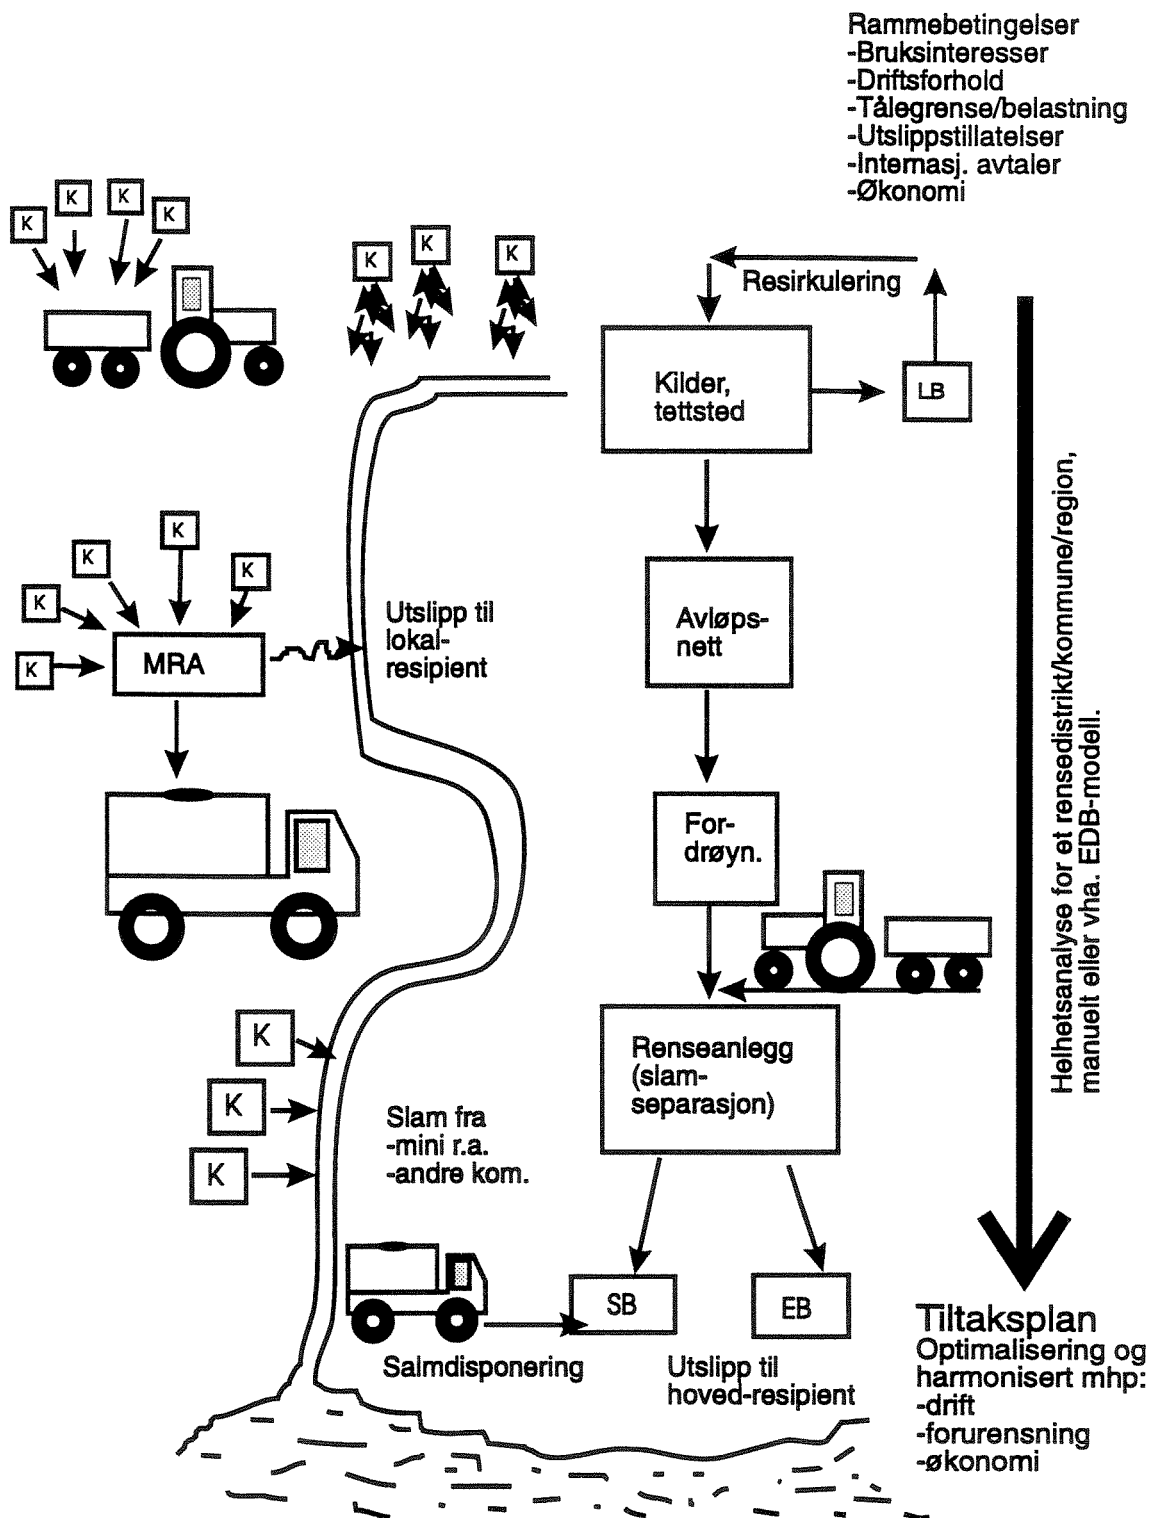 Rammebetingelser
-Bruksinteresser
-Driftsforhold
-Tålegrense/belastning
-Utslippstillatelser
-Internasj. avtaler
-Økonomi
K
K
K
K
K
K
K
Resirkulering
Kilder,
tettsted
LB
K
K
K
K
K
MRA
Utslipp til
lokal-
resipient
Avløps-
nett
For-
drøyn.
Helhetsanalyse for et rensedistrikt/kommune/region,
manuelt eller vha. EDB-modell.
K
K
K
Renseanlegg
(slam-
separasjon)
Slam fra
-mini r.a.
-andre kom.
SB
EB
Salmdisponering
Utslipp til
hoved-resipient
Tiltaksplan
Optimalisering og
harmonisert mhp:
-drift
-forurensning
-økonomi